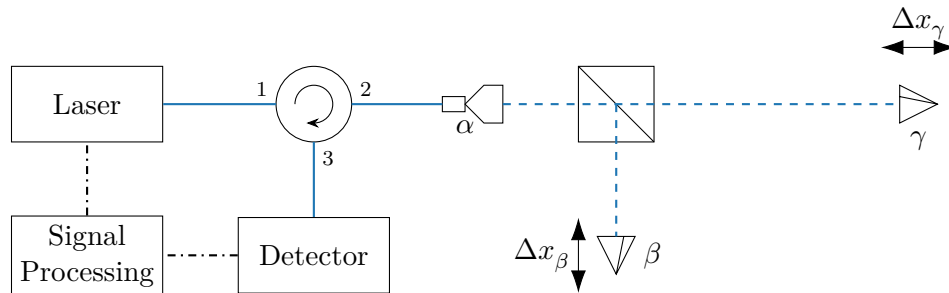 Δx_γ
Laser
1
2
α
γ
3
Signal
Processing
Detector
Δx_β
β